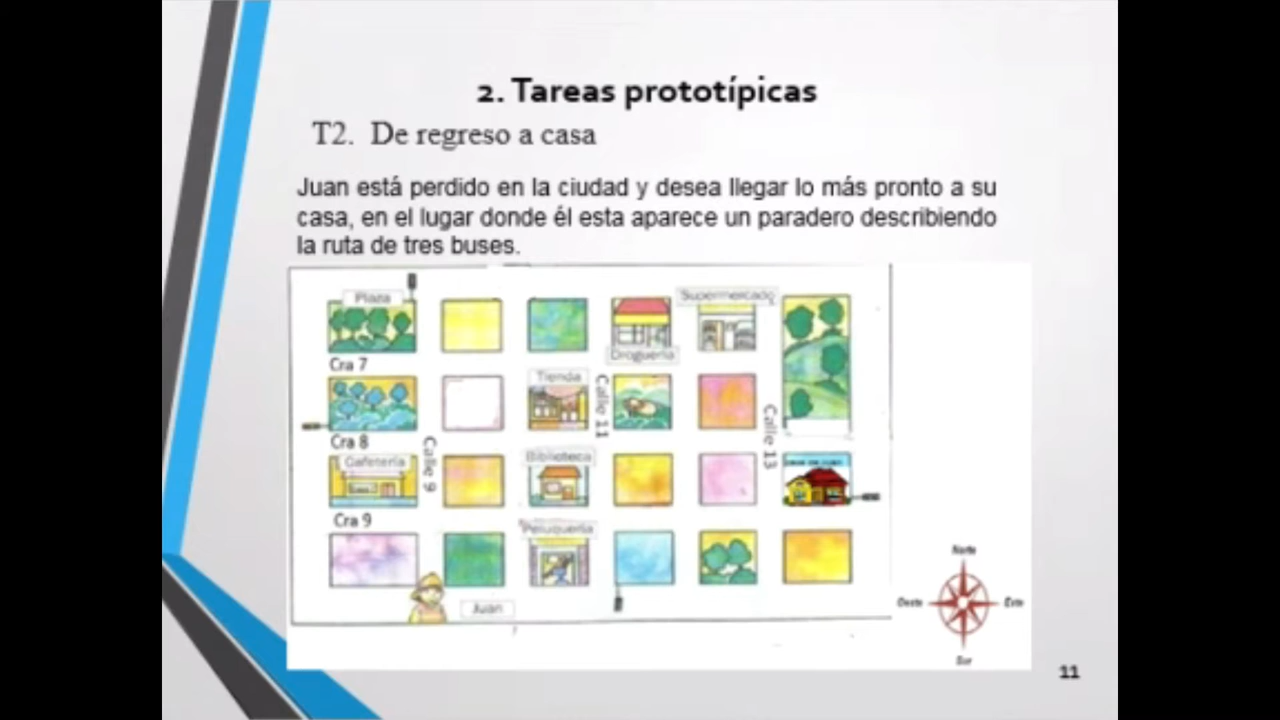 2. Tareas prototípicas
T2. De regreso a casa
Juan está perdido en la ciudad y desea llegar lo más pronto a su
casa, en el lugar donde él esta aparece un paradero describiendo
la ruta de tres buses.
Plaza
Supermercado
Droguería
Cra 7
Tienda
Calle 11
Calle 13
Cra 8
Calle 9
Cafetería
Biblioteca
Cra 9
Peluquería
Juan
Norte
Oeste
Este
Sur
11